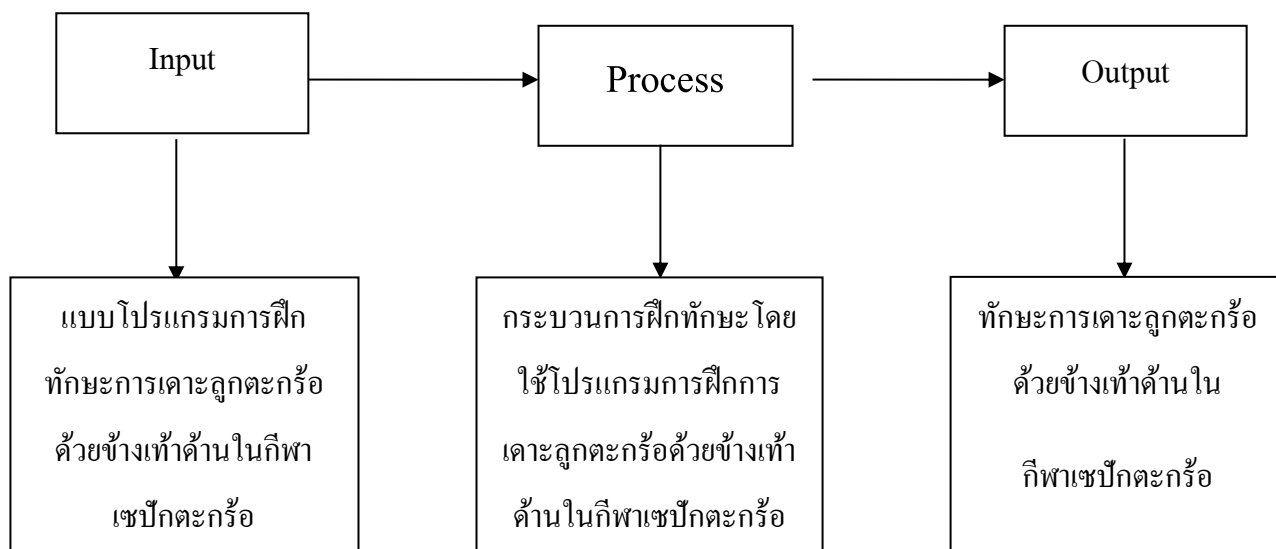 Input
Process
Output
แบบโปรแกรมการฝึก
ทักษะการเดาะลูกตะกร้อ
ด้วยข้างเท้าด้านในกีฬา
เซปักตะกร้อ
กระบวนการฝึกทักษะโดย
ใช้โปรแกรมการฝึกการ
เดาะลูกตะกร้อด้วยข้างเท้า
ด้านในกีฬาเซปักตะกร้อ
ทักษะการเดาะลูกตะกร้อ
ด้วยข้างเท้าด้านใน
กีฬาเซปักตะกร้อ